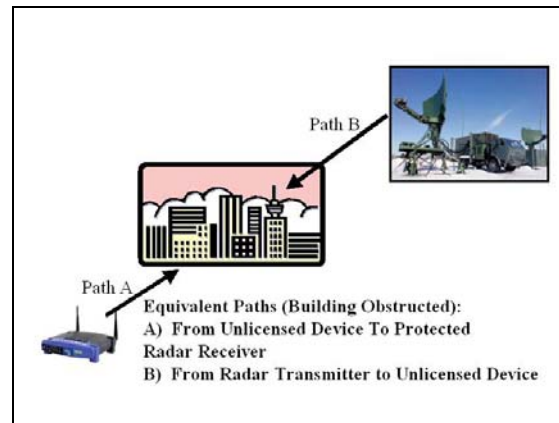 Path B
Path A
Equivalent Paths (Building Obstructed):
A) From Unlicensed Device To Protected
Radar Receiver
B) From Radar Transmitter to Unlicensed Device